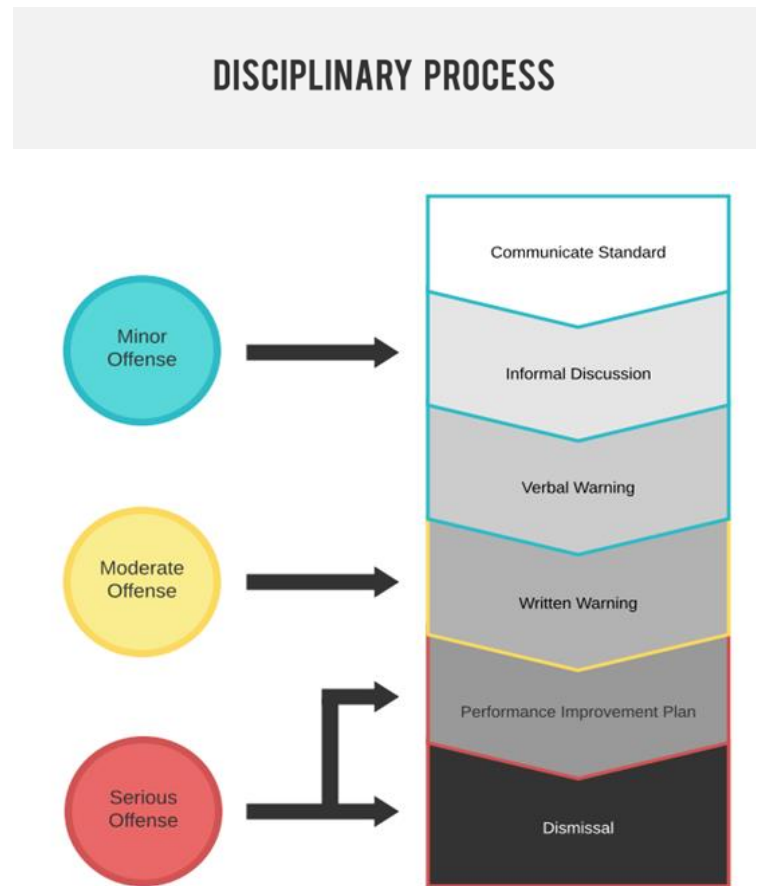 DISCIPLINARY PROCESS
Communicate Standard
Minor
Offense
Informal Discussion
Verbal Warning
Moderate
Offense
Written Warning
Performance Improvement Plan
Serious
Offense
Dismissal